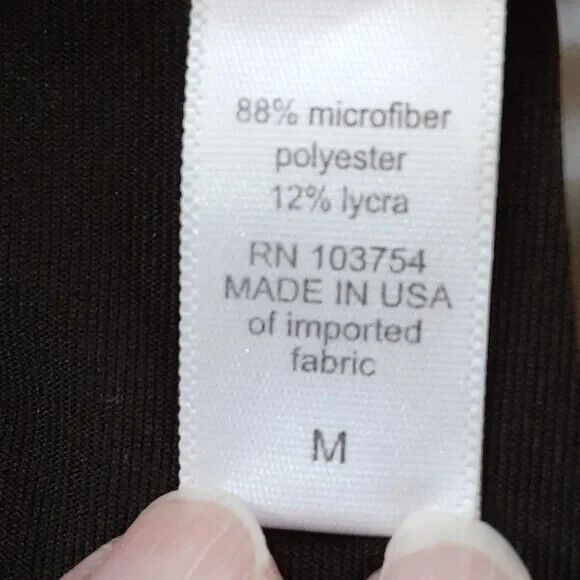 88% microfiber
polyester
12% lycra
RN 103754
MADE IN USA
of imported
fabric
M